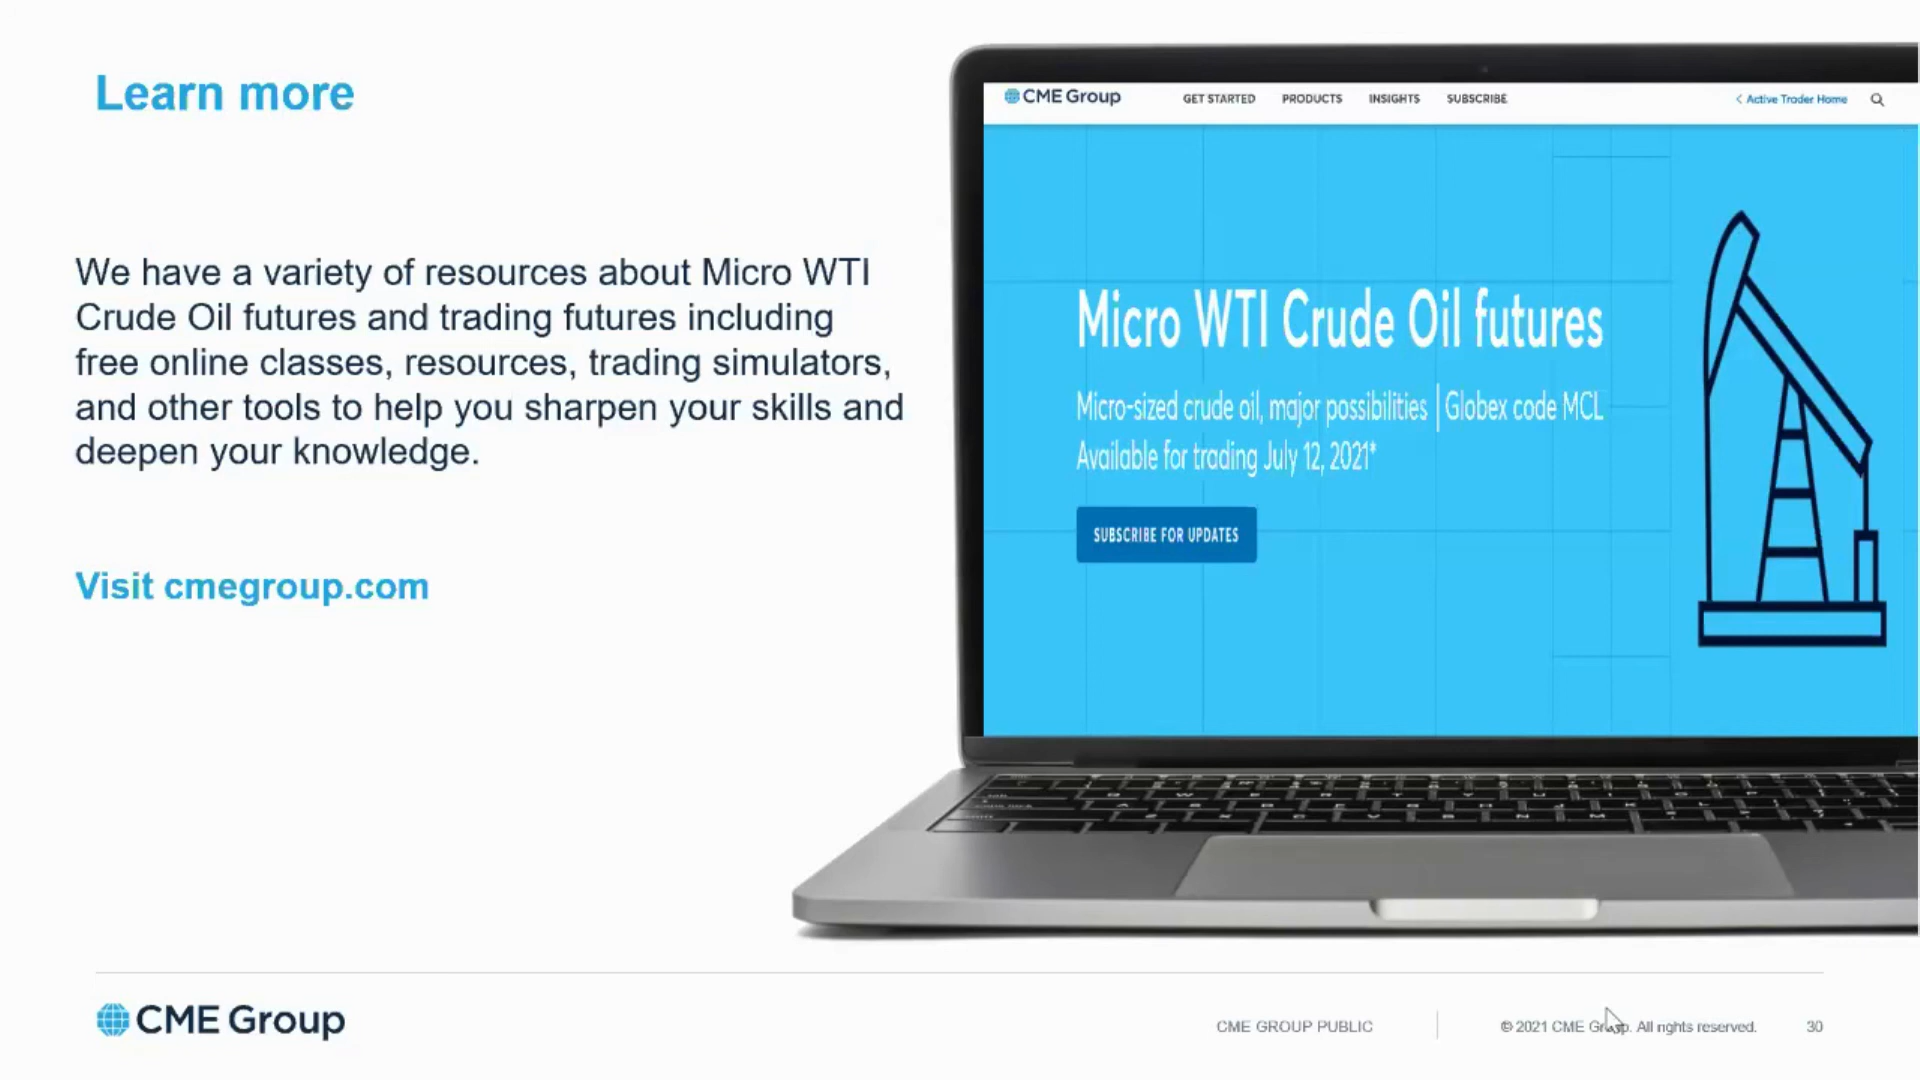 Learn more
We have a variety of resources about Micro WTI
Crude Oil futures and trading futures including
free online classes, resources, trading simulators,
and other tools to help you sharpen your skills and
deepen your knowledge.
Visit cmegroup.com
CME Group
GET STARTED
PRODUCTS
INSIGHTS
SUBSCRIBE
< Active Trader Home
Micro WTI Crude Oil futures
Micro-sized crude oil, major possibilities | Globex code MCL
Available for trading July 12, 2021*
SUBSCRIBE FOR UPDATES
CME Group
CME GROUP PUBLIC
© 2021 CME Group. All rights reserved.
30